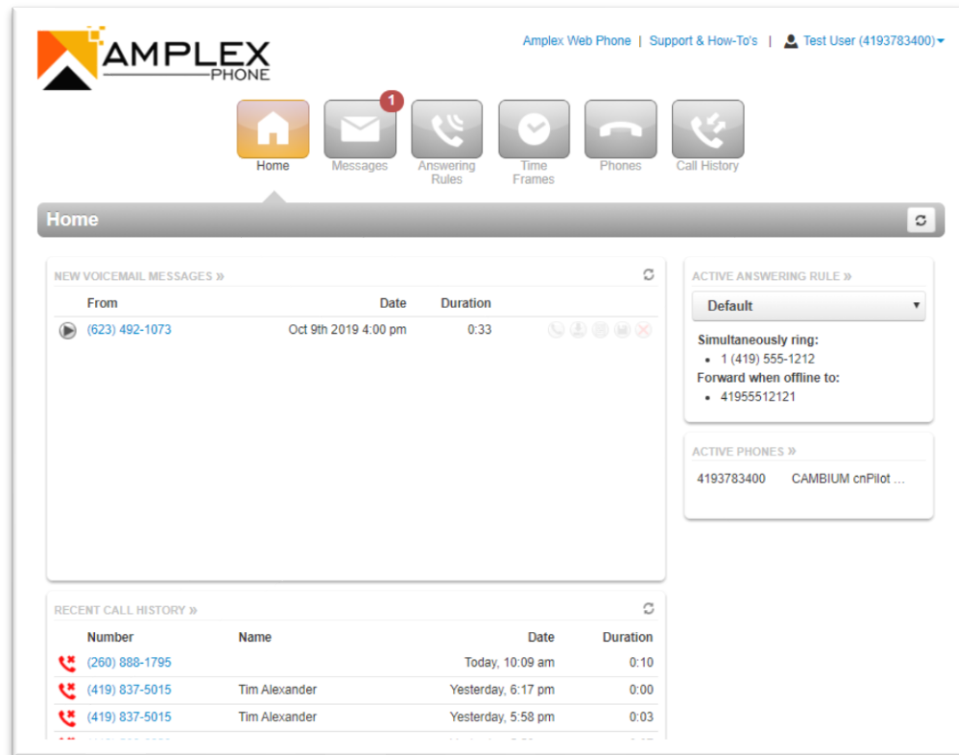 AMPLEX
PHONE
Amplex Web Phone | Support & How-To's | Test User (4193783400)
1
Home
Messages
Answering
Rules
Time
Frames
Phones
Call History
Home
NEW VOICEMAIL MESSAGES »
From Date Duration
(623) 492-1073 Oct 9th 2019 4:00 pm 0:33
ACTIVE ANSWERING RULE »
Default
Simultaneously ring:
• 1 (419) 555-1212
Forward when offline to:
• 41955512121
ACTIVE PHONES »
4193783400 CAMBIUM cnPilot ...
RECENT CALL HISTORY »
Number Name Date Duration
(260) 888-1795 Today, 10:09 am 0:10
(419) 837-5015 Tim Alexander Yesterday, 6:17 pm 0:00
(419) 837-5015 Tim Alexander Yesterday, 5:58 pm 0:03